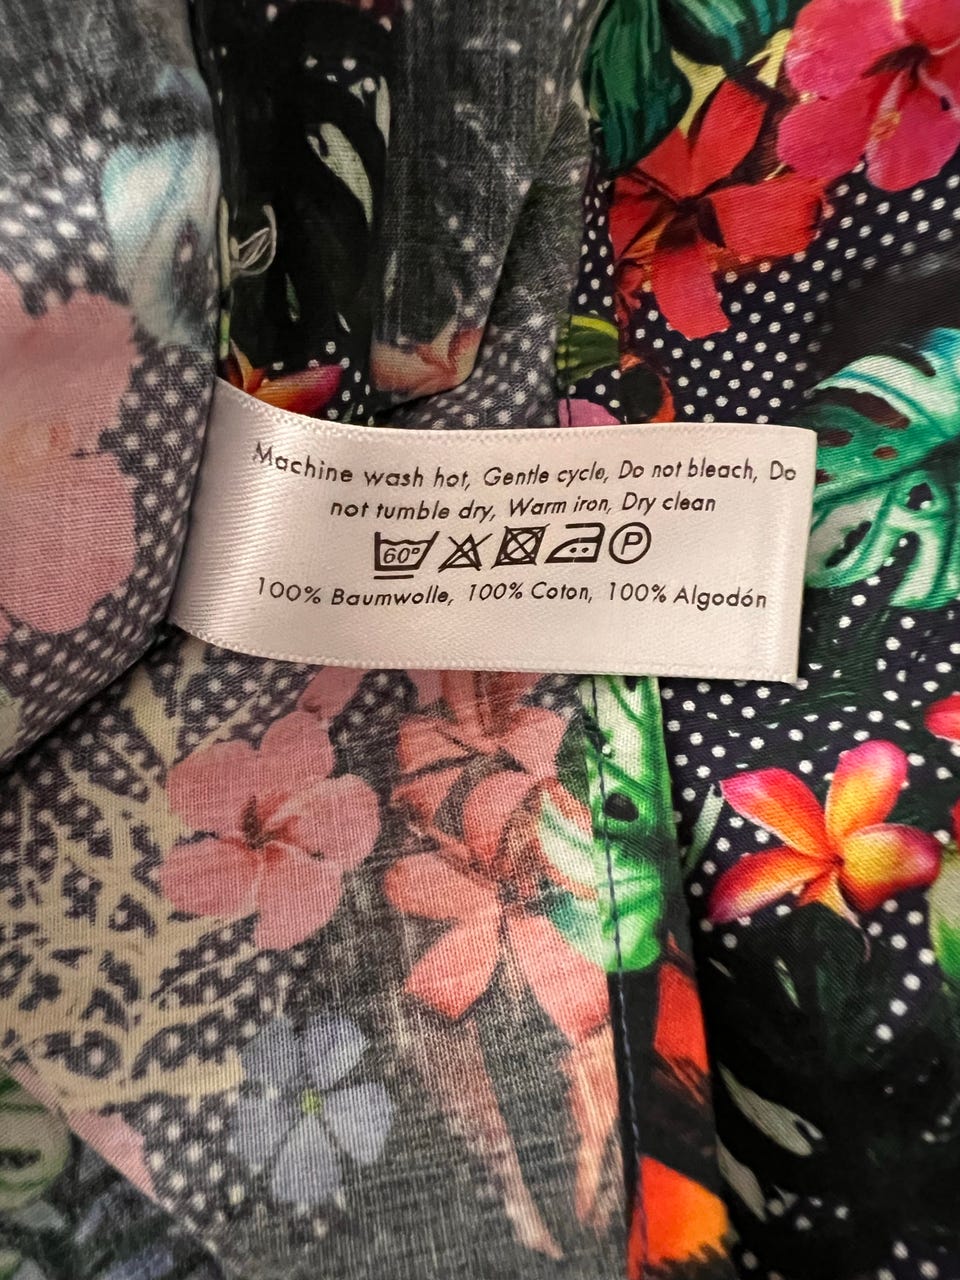 Machine wash hot, Gentle cycle, Do not bleach, Do
not tumble dry, Warm iron, Dry clean
60° P
100% Baumwolle, 100% Coton, 100% Algodón